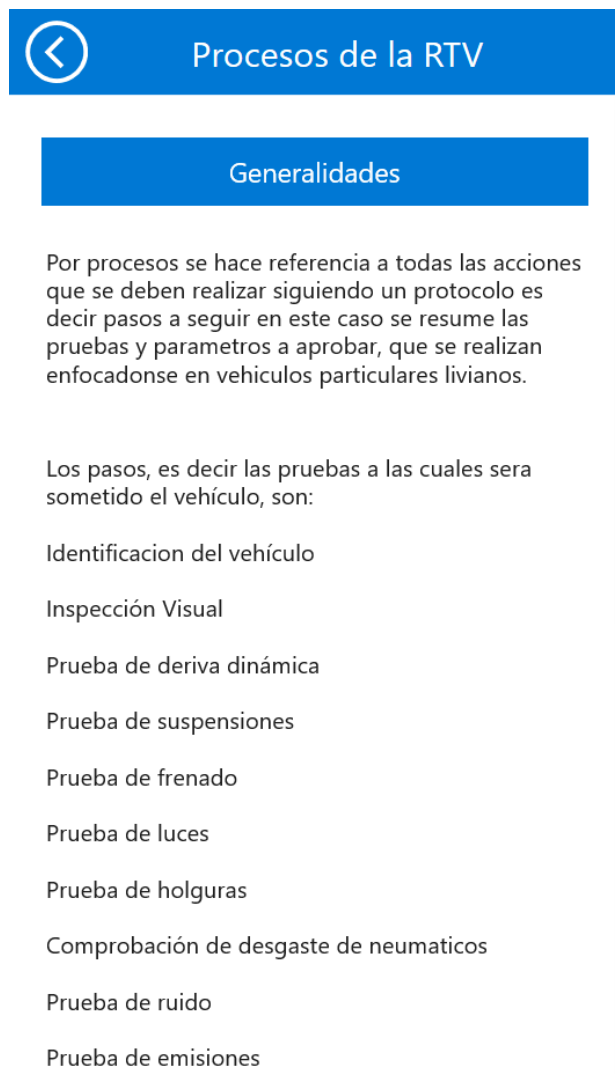 Procesos de la RTV
Generalidades
Por procesos se hace referencia a todas las acciones
que se deben realizar siguiendo un protocolo es
decir pasos a seguir en este caso se resume las
pruebas y parametros a aprobar, que se realizan
enfocadonse en vehiculos particulares livianos.
Los pasos, es decir las pruebas a las cuales sera
sometido el vehículo, son:
Identificacion del vehículo
Inspección Visual
Prueba de deriva dinámica
Prueba de suspensiones
Prueba de frenado
Prueba de luces
Prueba de holguras
Comprobación de desgaste de neumaticos
Prueba de ruido
Prueba de emisiones